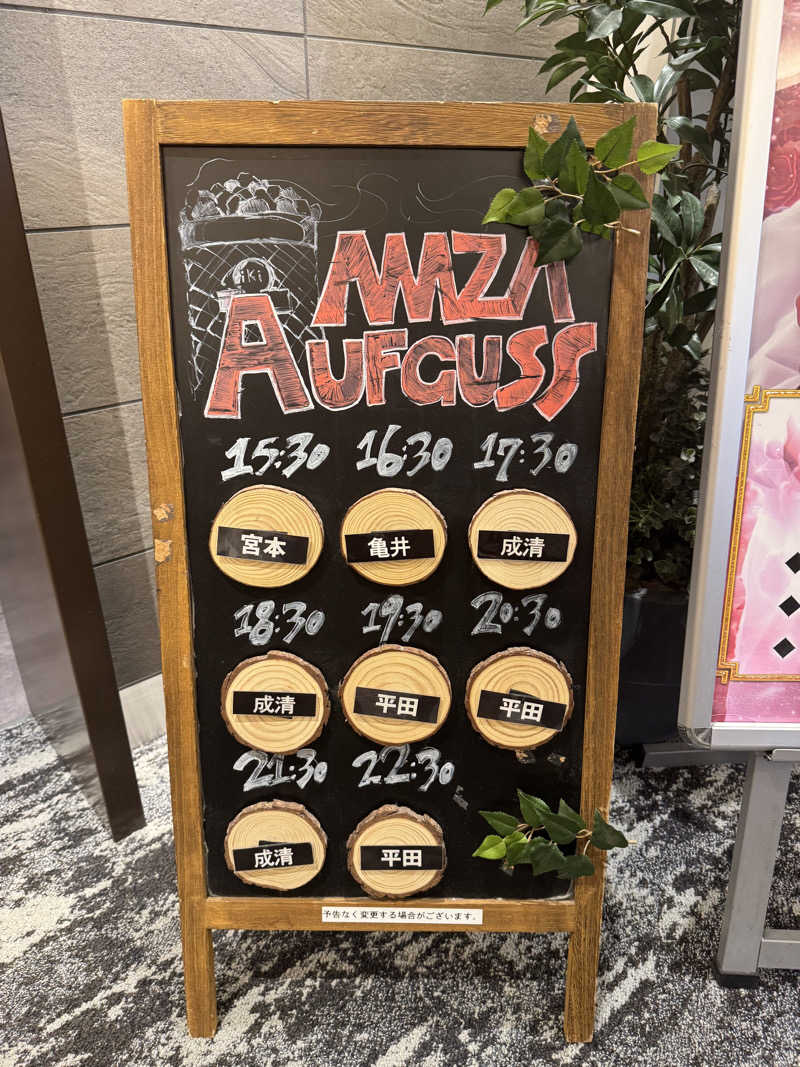 iKi
AMZA
AUFGUSS
15:30 16:30 17:30
宮本 亀井 成清
18:30 19:30 20:30
成清 平田 平田
21:30 22:30
成清 平田
予告なく変更する場合がございます。